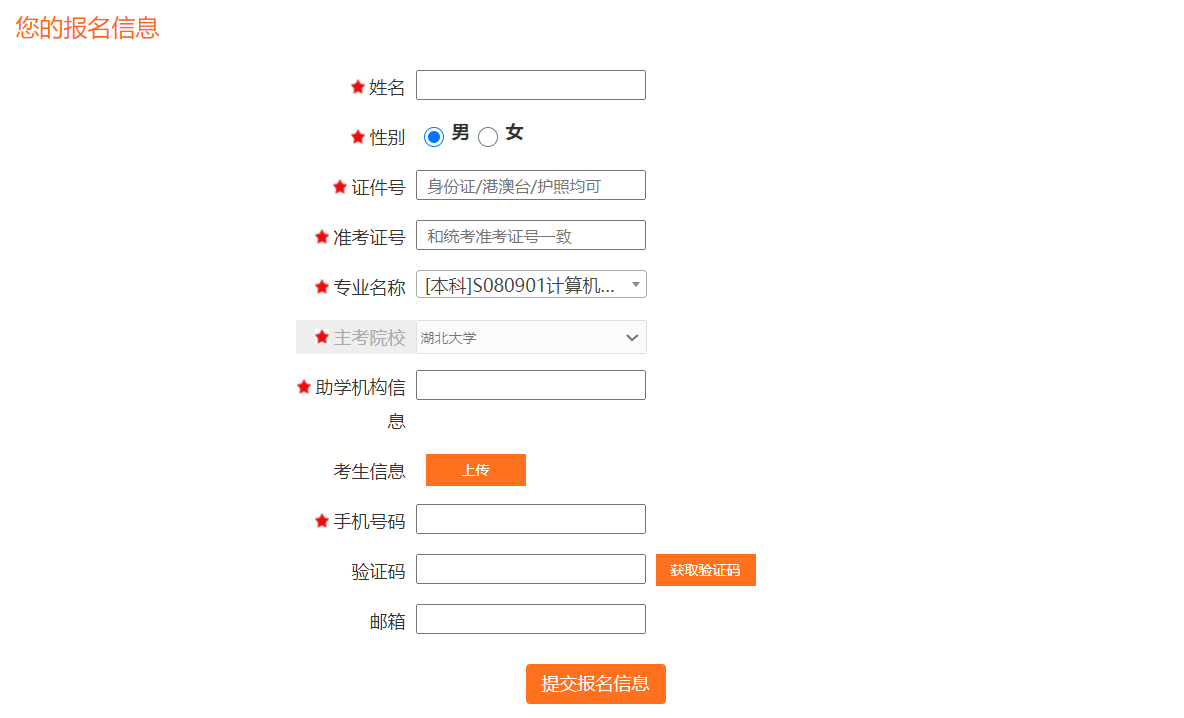 您的报名信息
姓名
性别 男 女
证件号 身份证/港澳台/护照均可
准考证号 和统考准考证号一致
专业名称 [本科]S080901计算机...
主考院校 湖北大学
助学机构信
息
考生信息 上传
手机号码
验证码 获取验证码
邮箱
提交报名信息